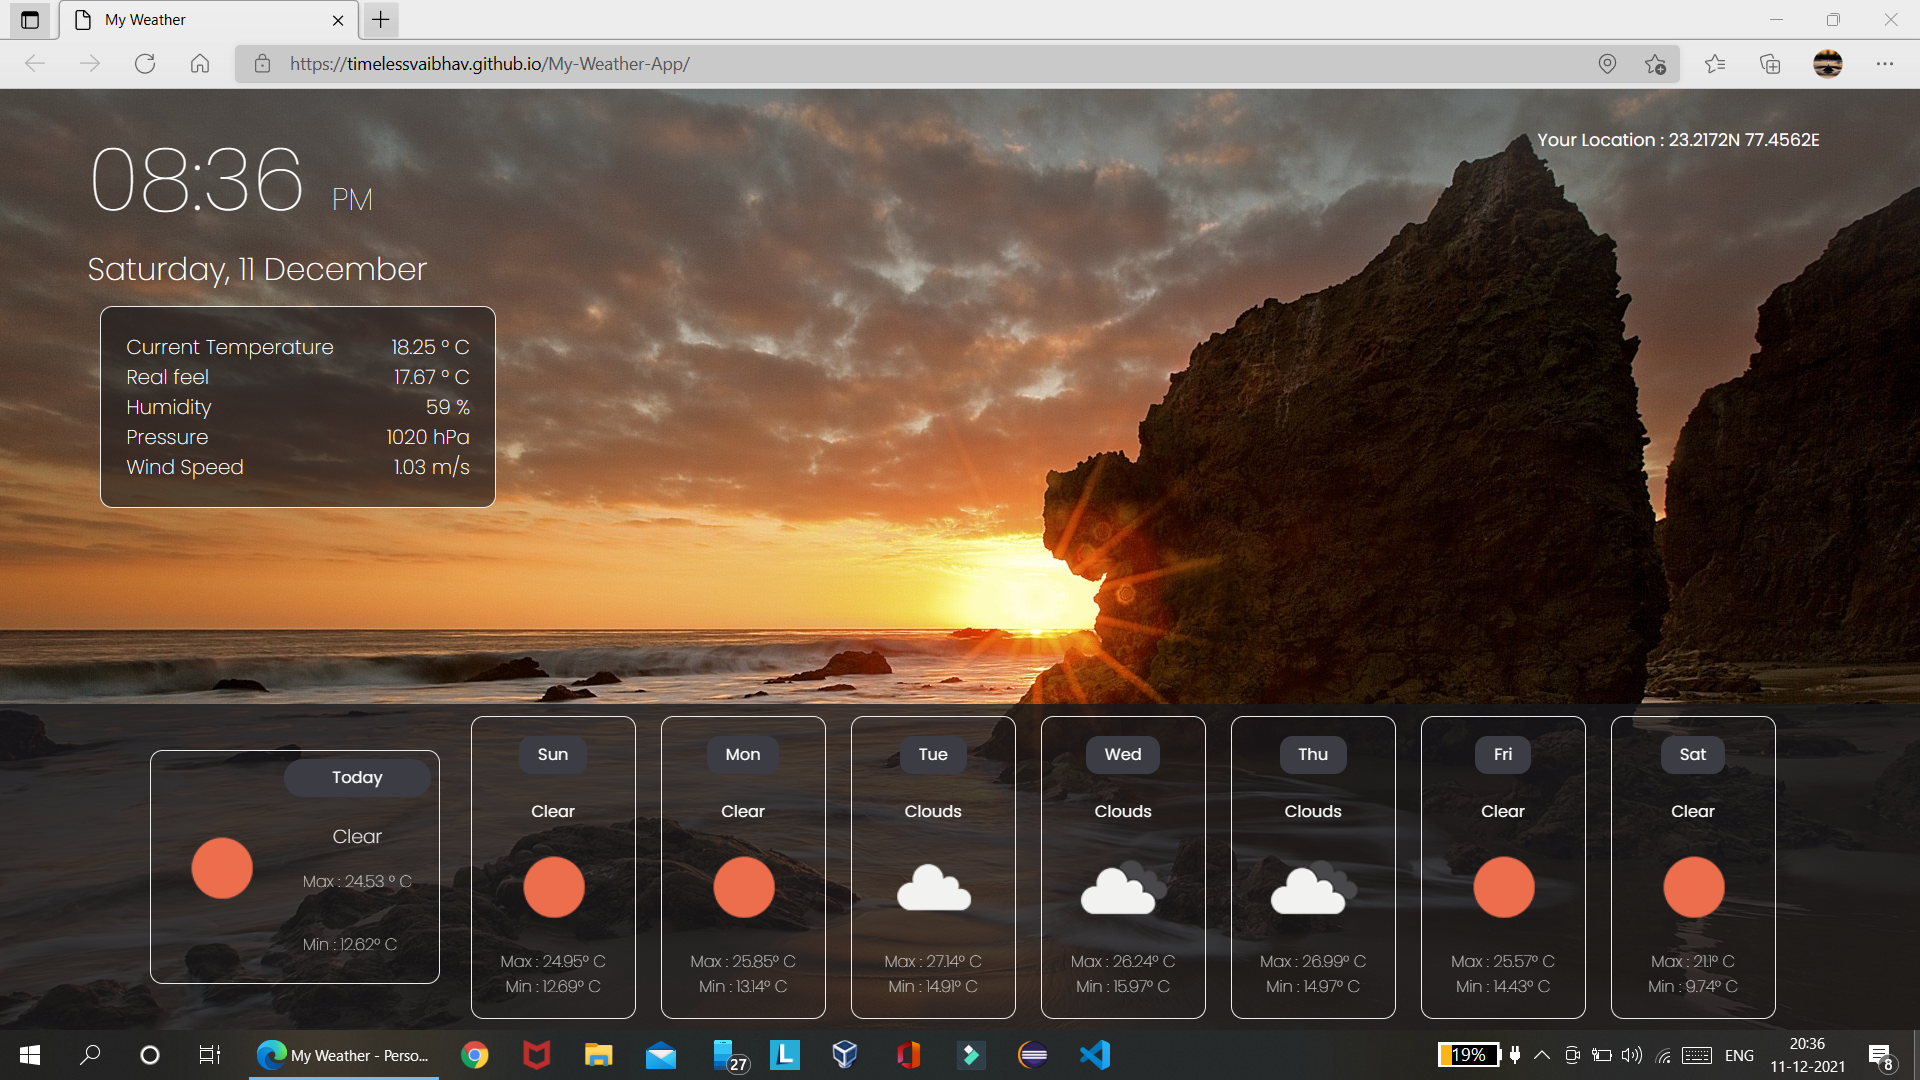 My Weather
https://timelessvaibhav.github.io/My-Weather-App/
08:36 PM
Your Location : 23.2172N 77.4562E
Saturday, 11 December
Current Temperature 18.25 ° C
Real feel 17.67 ° C
Humidity 59 %
Pressure 1020 hPa
Wind Speed 1.03 m/s
Today
Clear
Max : 24.53 ° C
Min : 12.62° C
Sun
Clear
Max : 24.95° C
Min : 12.69° C
Mon
Clear
Max : 25.85° C
Min : 13.14° C
Tue
Clouds
Max : 27.14° C
Min : 14.91° C
Wed
Clouds
Max : 26.24° C
Min : 15.97° C
Thu
Clouds
Max : 26.99° C
Min : 14.97° C
Fri
Clear
Max : 25.57° C
Min : 14.43° C
Sat
Clear
Max : 21.1° C
Min : 9.74° C
My Weather - Perso...
27
L
19%
ENG
20:36
11-12-2021
8